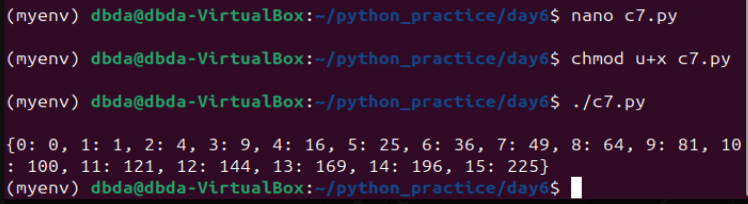 (myenv) dbda@dbda-VirtualBox:~/python_practice/day6$ nano c7.py
(myenv) dbda@dbda-VirtualBox:~/python_practice/day6$ chmod u+x c7.py
(myenv) dbda@dbda-VirtualBox:~/python_practice/day6$ ./c7.py
{0: 0, 1: 1, 2: 4, 3: 9, 4: 16, 5: 25, 6: 36, 7: 49, 8: 64, 9: 81, 10
: 100, 11: 121, 12: 144, 13: 169, 14: 196, 15: 225}
(myenv) dbda@dbda-VirtualBox:~/python_practice/day6$